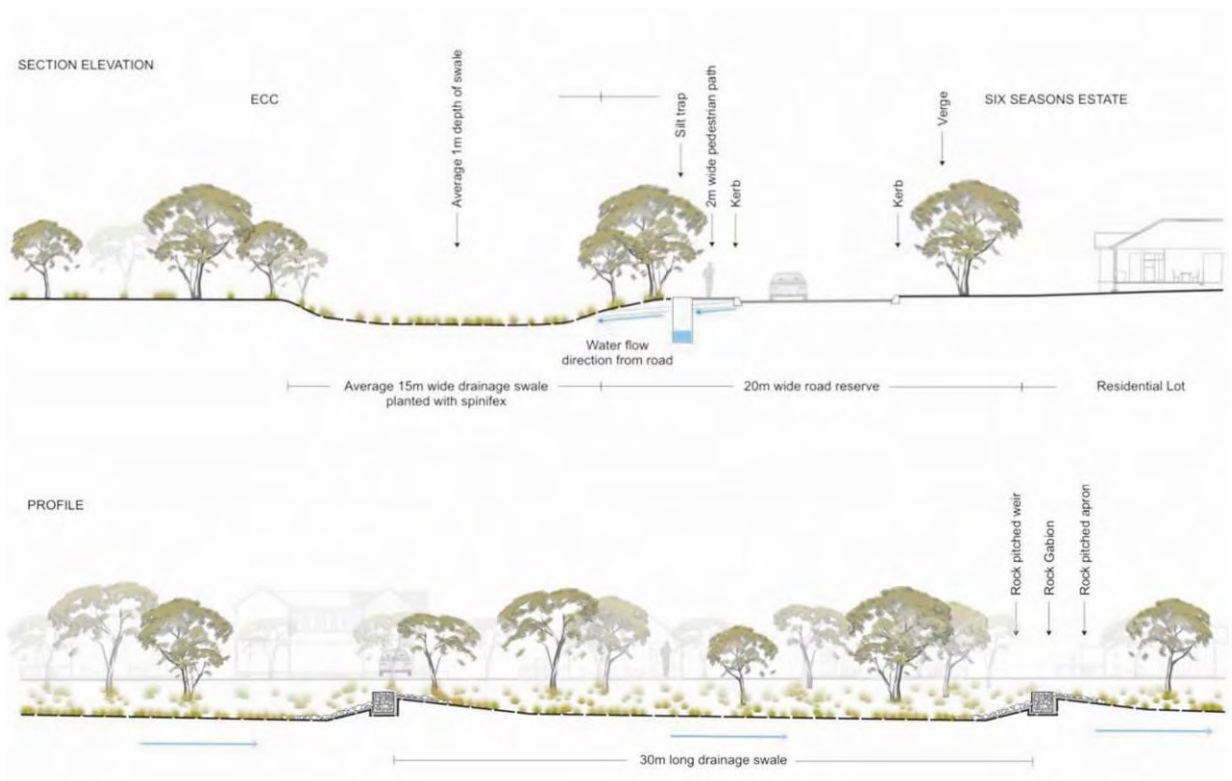 SECTION ELEVATION
ECC
Average 1m depth of swale
Silt trap
2m wide pedestrian path
Kerb
Kerb
Verge
SIX SEASONS ESTATE
Water flow
direction from road
Average 15m wide drainage swale
planted with spinifex
20m wide road reserve
Residential Lot
PROFILE
Rock pitched weir
Rock Gabion
Rock pitched apron
30m long drainage swale